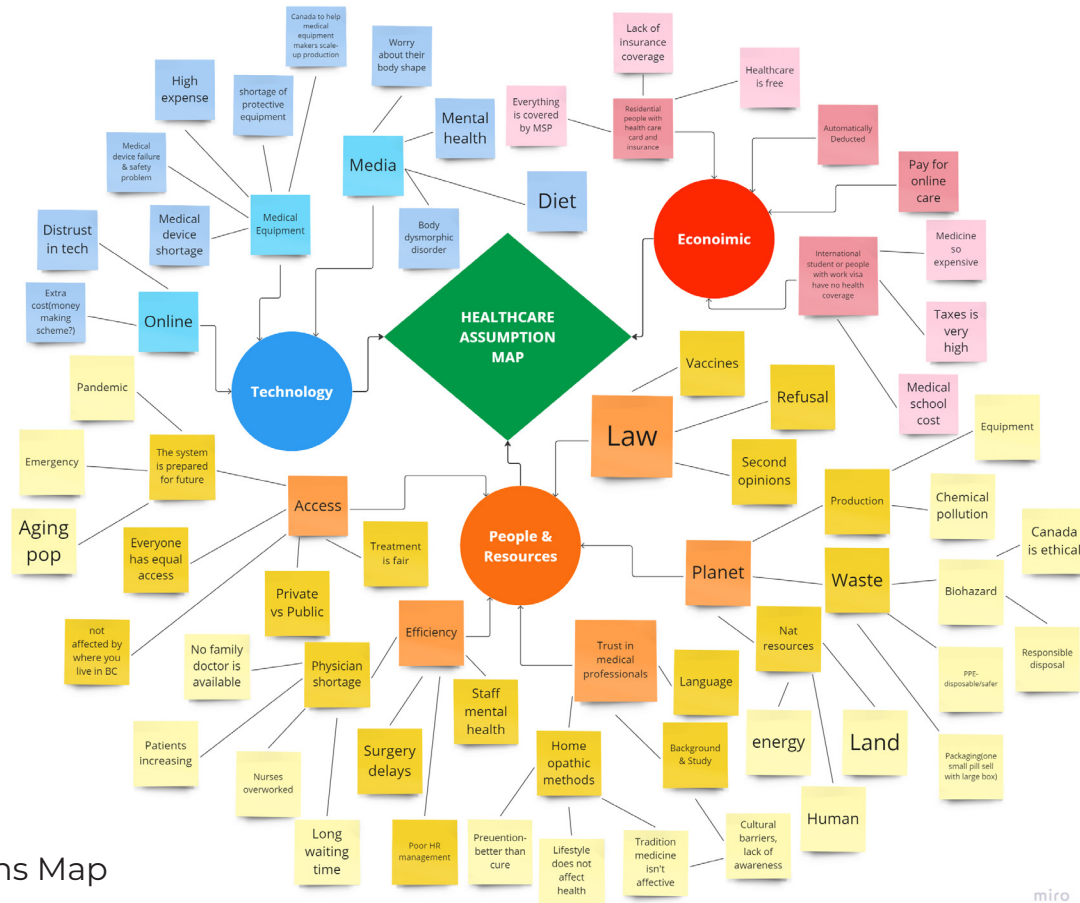 Canada to help
medical
equipment
makers scale-
up production
Worry
about their
body shape
High
expense
shortage of
protective
equipment
Mental
health
Medical
device failure
& safety
problem
Media
Medical
Equipment
Diet
Distrust
in tech
Medical
device
shortage
Body
dysmorphic
disorder
Extra
cost(money
making
scheme?)
Online
Technology
Lack of
insurance
coverage
Healthcare
is free
Everything
is covered
by MSP
Residential
people with
health care
card and
insurance
Automatically
Deducted
Pay for
online
care
Econoimic
Medicine
so
expensive
International
student or people
with work visa
have no health
coverage
Taxes is
very
high
Medical
school
cost
HEALTHCARE
ASSUMPTION
MAP
Vaccines
Refusal
Law
Second
opinions
Pandemic
Emergency
The system
is prepared
for future
Aging
pop
Access
Everyone
has equal
access
Treatment
is fair
Private
vs Public
not
affected by
where you
live in BC
People &
Resources
Equipment
Production
Chemical
pollution
Canada
is ethical
Planet
Waste
Biohazard
Responsible
disposal
Nat
resources
PPE-
disposable/safer
Packaging(one
small pill sell
with large box)
energy
Land
Human
Efficiency
No family
doctor is
available
Physician
shortage
Staff
mental
health
Patients
increasing
Surgery
delays
Nurses
overworked
Long
waiting
time
Poor HR
management
Trust in
medical
professionals
Language
Home
opathic
methods
Background
& Study
Preuention-
better than
cure
Lifestyle
does not
affect
health
Tradition
medicine
isn't
affective
Cultural
barriers,
lack of
awareness
ns Map
miro